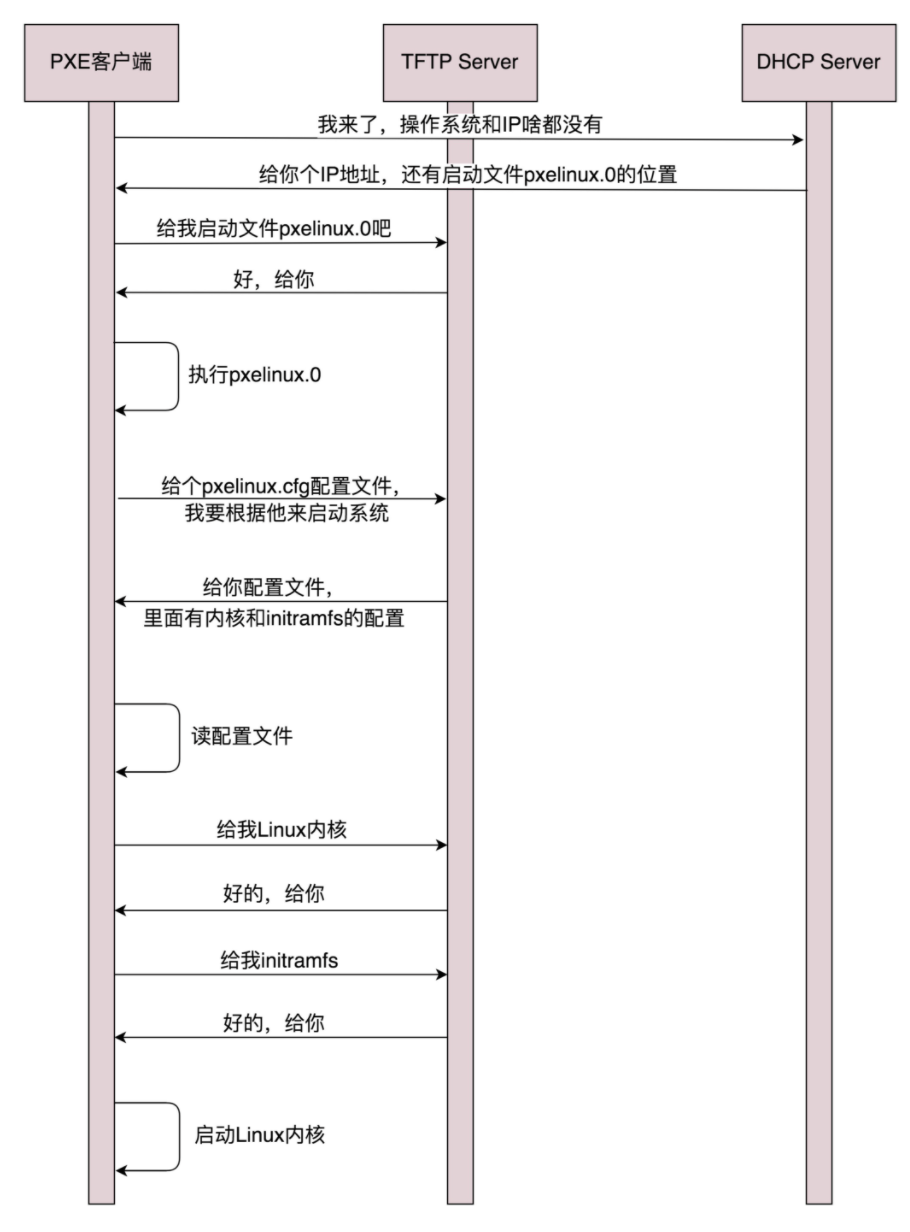 PXE客户端
TFTP Server
DHCP Server
我来了，操作系统和IP啥都没有
给你个IP地址，还有启动文件pxelinux.0的位置
给我启动文件pxelinux.0吧
好，给你
执行pxelinux.0
给个pxelinux.cfg配置文件，
我要根据他来启动系统
给你配置文件，
里面有内核和initramfs的配置
读配置文件
给我Linux内核
好的，给你
给我initramfs
好的，给你
启动Linux内核